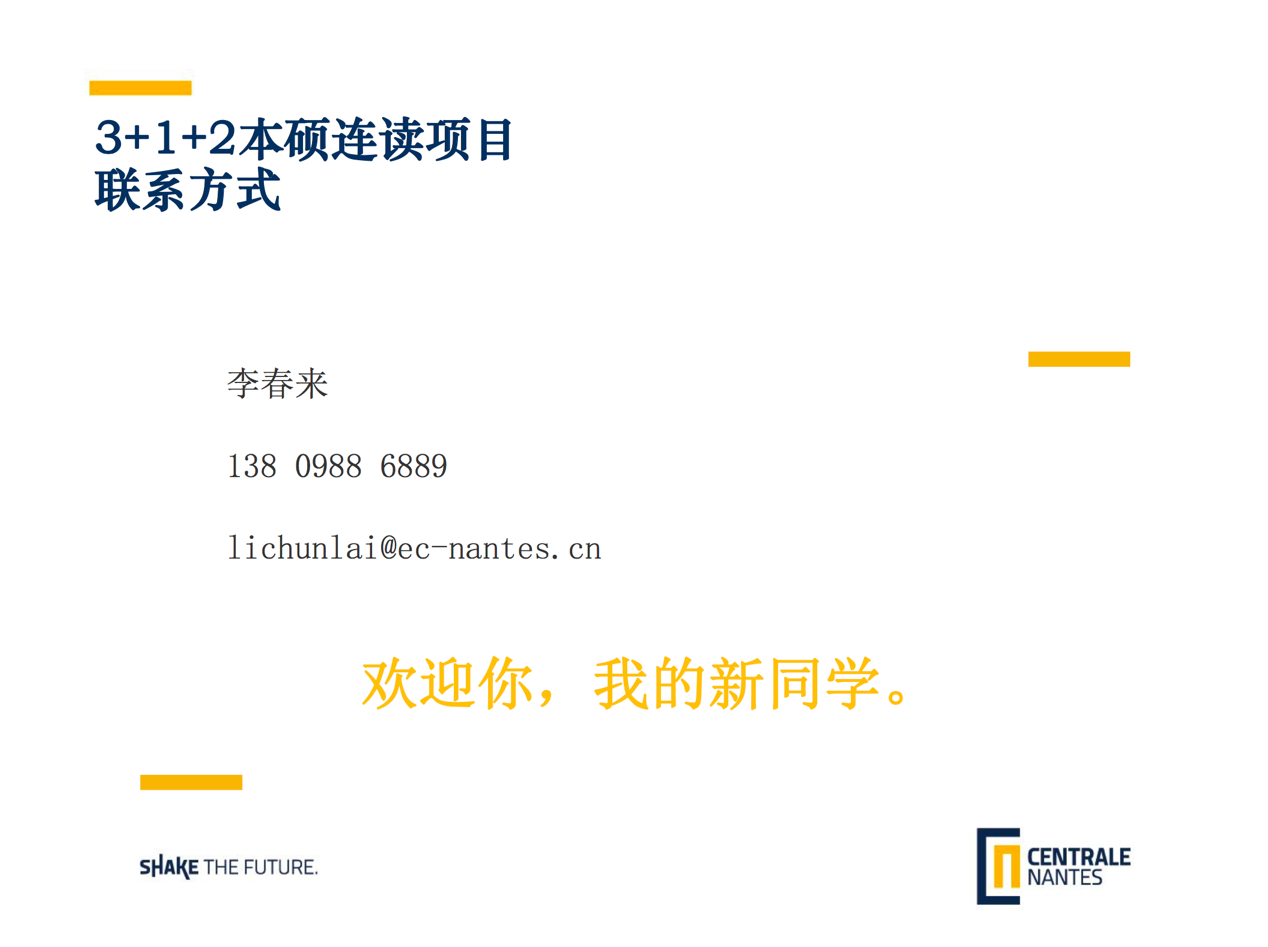 3+1+2本硕连读项目
联系方式
李春来
138 0988 6889
lichunlai@ec-nantes.cn
欢迎你，我的新同学。
SHAKE THE FUTURE.
CENTRALE
NANTES